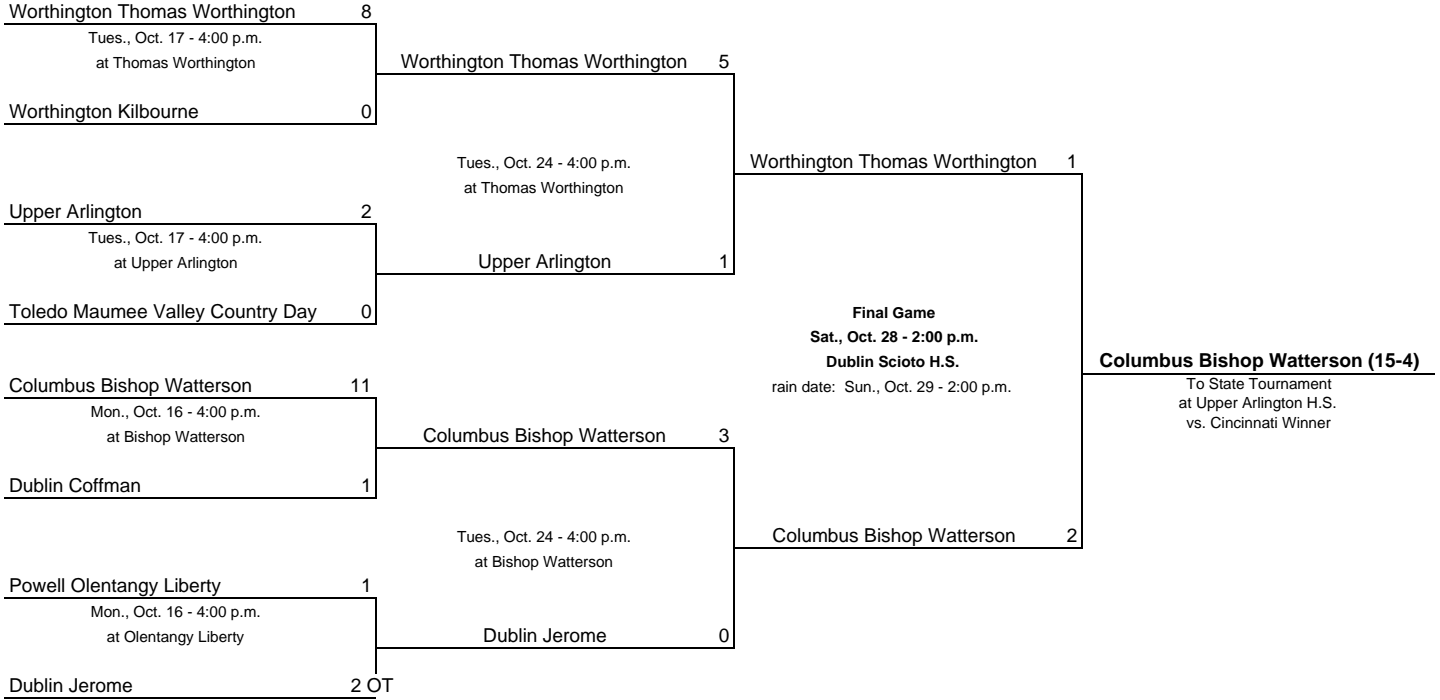 Worthington Thomas Worthington 8
Tues., Oct. 17 - 4:00 p.m.
at Thomas Worthington
Worthington Kilbourne 0
Worthington Thomas Worthington 5
Tues., Oct. 24 - 4:00 p.m.
at Thomas Worthington
Upper Arlington 2
Tues., Oct. 17 - 4:00 p.m.
at Upper Arlington
Toledo Maumee Valley Country Day 0
Upper Arlington 1
Worthington Thomas Worthington 1
Final Game
Sat., Oct. 28 - 2:00 p.m.
Dublin Scioto H.S.
rain date: Sun., Oct. 29 - 2:00 p.m.
Columbus Bishop Watterson (15-4)
To State Tournament
at Upper Arlington H.S.
vs. Cincinnati Winner
Columbus Bishop Watterson 11
Mon., Oct. 16 - 4:00 p.m.
at Bishop Watterson
Dublin Coffman 1
Columbus Bishop Watterson 3
Tues., Oct. 24 - 4:00 p.m.
at Bishop Watterson
Columbus Bishop Watterson 2
Powell Olentangy Liberty 1
Mon., Oct. 16 - 4:00 p.m.
at Olentangy Liberty
Dublin Jerome 2 OT
Dublin Jerome 0